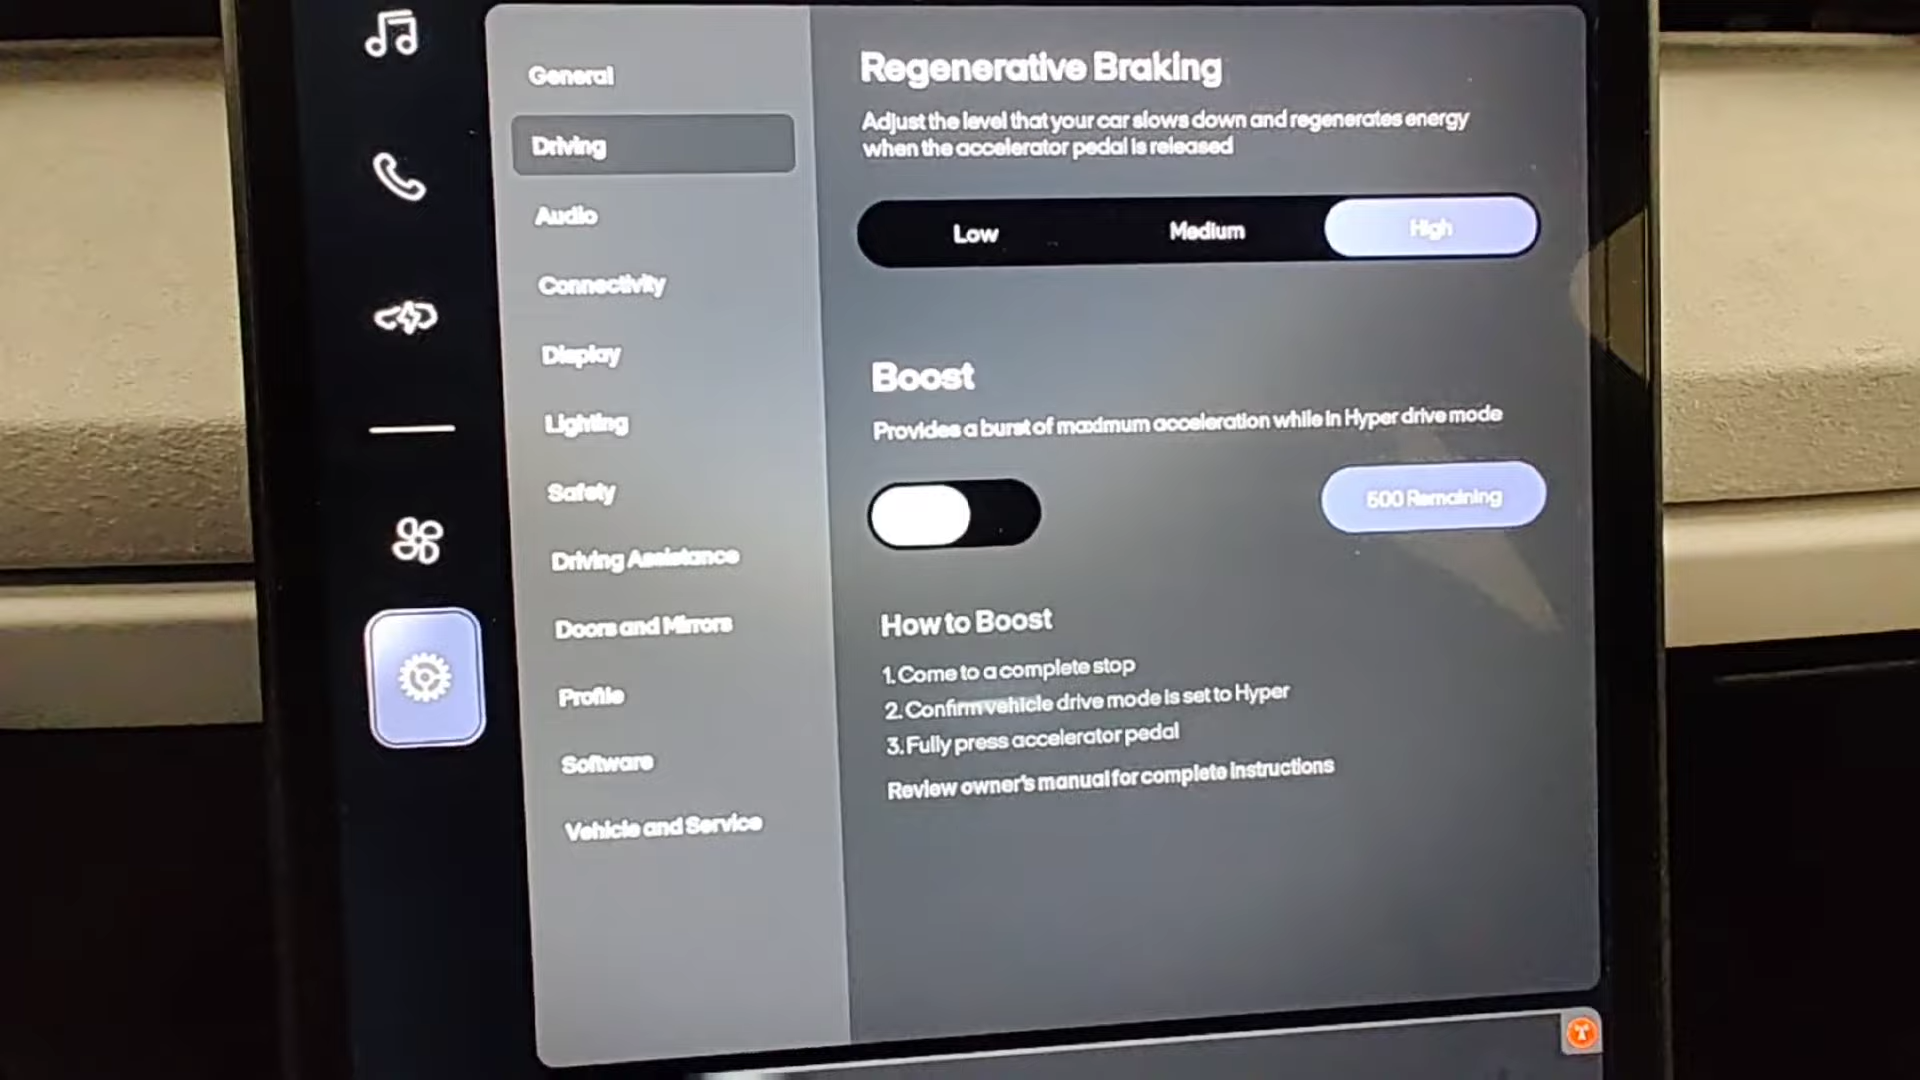 General
Driving
Audio
Connectivity
Display
Lighting
Safety
Driving Assistance
Doors and Mirrors
Profile
Software
Vehicle and Service
Regenerative Braking
Adjust the level that your car slows down and regenerates energy
when the accelerator pedal is released
Low Medium High
Boost
Provides a burst of maximum acceleration while in Hyper drive mode
500 Remaining
How to Boost
1. Come to a complete stop
2. Confirm vehicle drive mode is set to Hyper
3. Fully press accelerator pedal
Review owner's manual for complete instructions